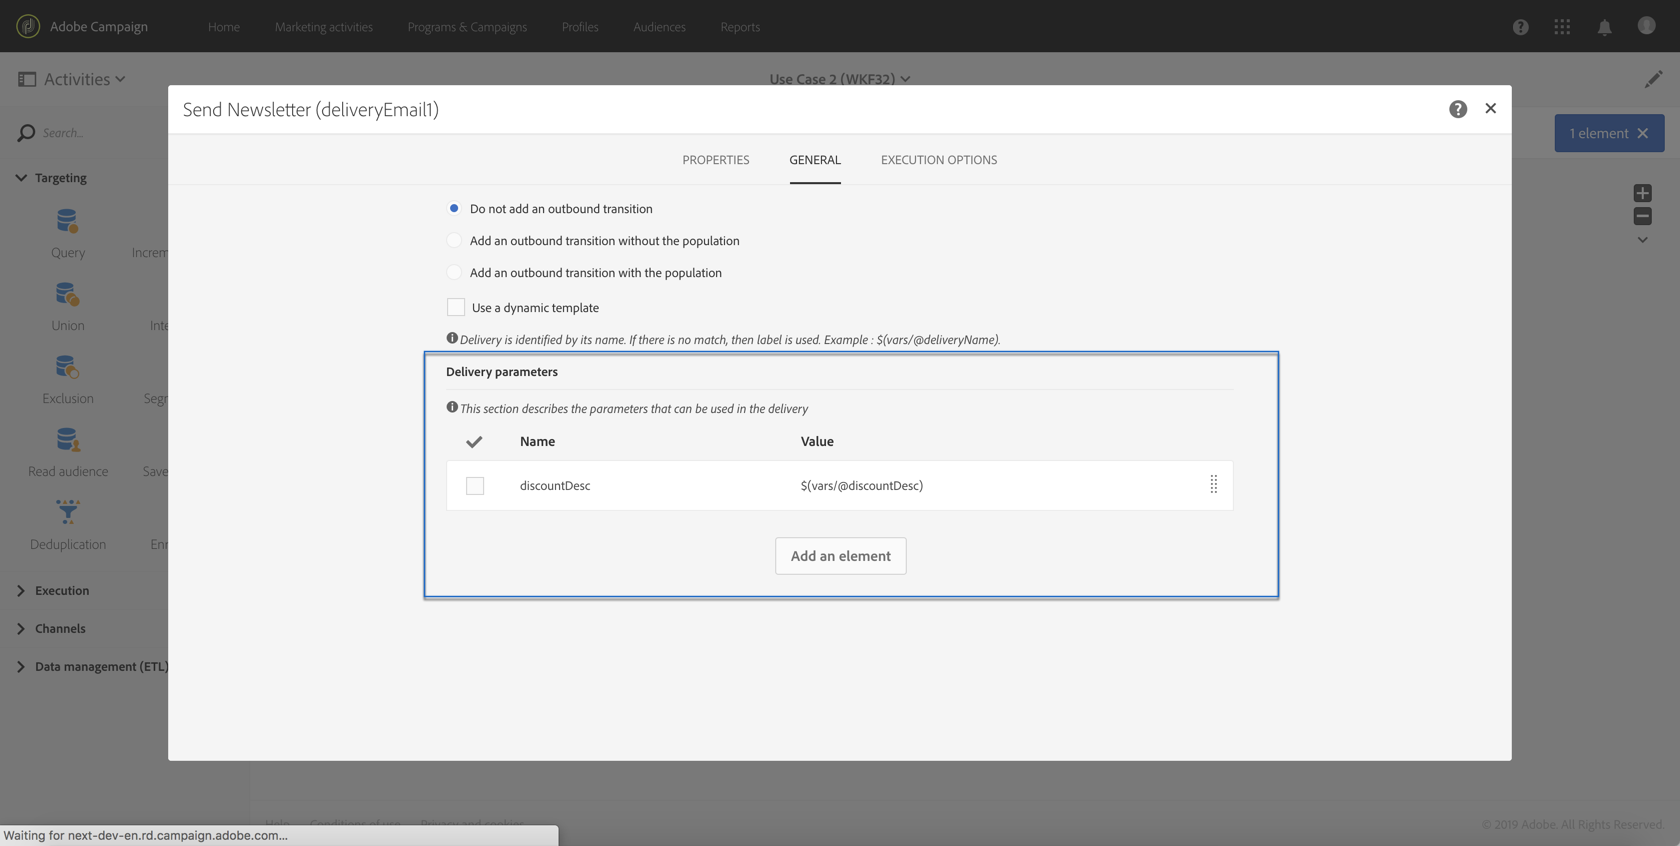 Adobe Campaign
Home
Marketing activities
Programs & Campaigns
Profiles
Audiences
Reports
Activities
Use Case 2 (WKF32)
Search...
1 element
Targeting
Query
Increm
Union
Inte
Exclusion
Segr
Read audience
Save
Deduplication
Enr
Execution
Channels
Data management (ETL)
Send Newsletter (deliveryEmail1)
PROPERTIES
GENERAL
EXECUTION OPTIONS
Do not add an outbound transition
Add an outbound transition without the population
Add an outbound transition with the population
Use a dynamic template
Delivery is identified by its name. If there is no match, then label is used. Example : $(vars/@deliveryName).
Delivery parameters
This section describes the parameters that can be used in the delivery
Name Value
discountDesc $(vars/@discountDesc)
Add an element
Help Conditions of use Privacy and cookies
© 2019 Adobe. All Rights Reserved.
Waiting for next-dev-en.rd.campaign.adobe.com...